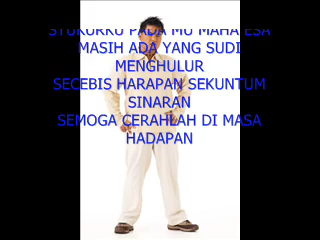 SYUKURKU PADA MU MAHA ESA
MASIH ADA YANG SUDI
MENGHULUR
SECEBIS HARAPAN SEKUNTUM
SINARAN
SEMOGA CERAHLAH DI MASA
HADAPAN